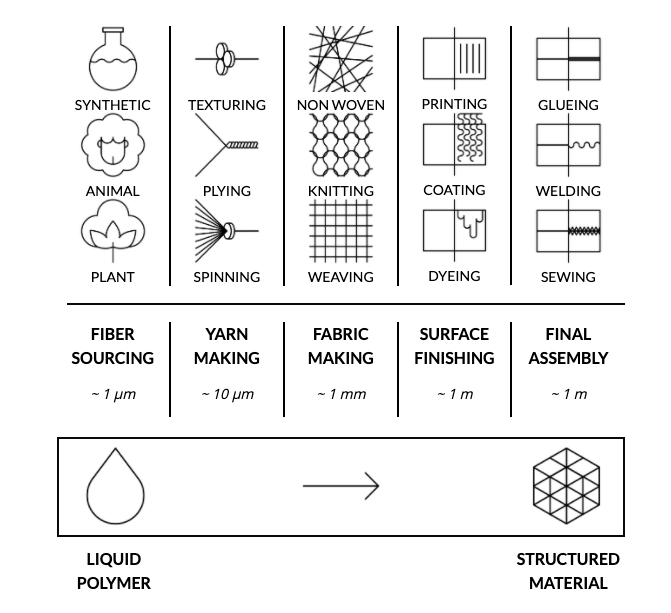 SYNTHETIC
TEXTURING
NON WOVEN
PRINTING
GLUEING
ANIMAL
PLYING
KNITTING
COATING
WELDING
PLANT
SPINNING
WEAVING
DYEING
SEWING
FIBER
SOURCING
YARN
MAKING
FABRIC
MAKING
SURFACE
FINISHING
FINAL
ASSEMBLY
~ 1 µm
~ 10 µm
~ 1 mm
~ 1 m
~ 1 m
LIQUID
POLYMER
STRUCTURED
MATERIAL